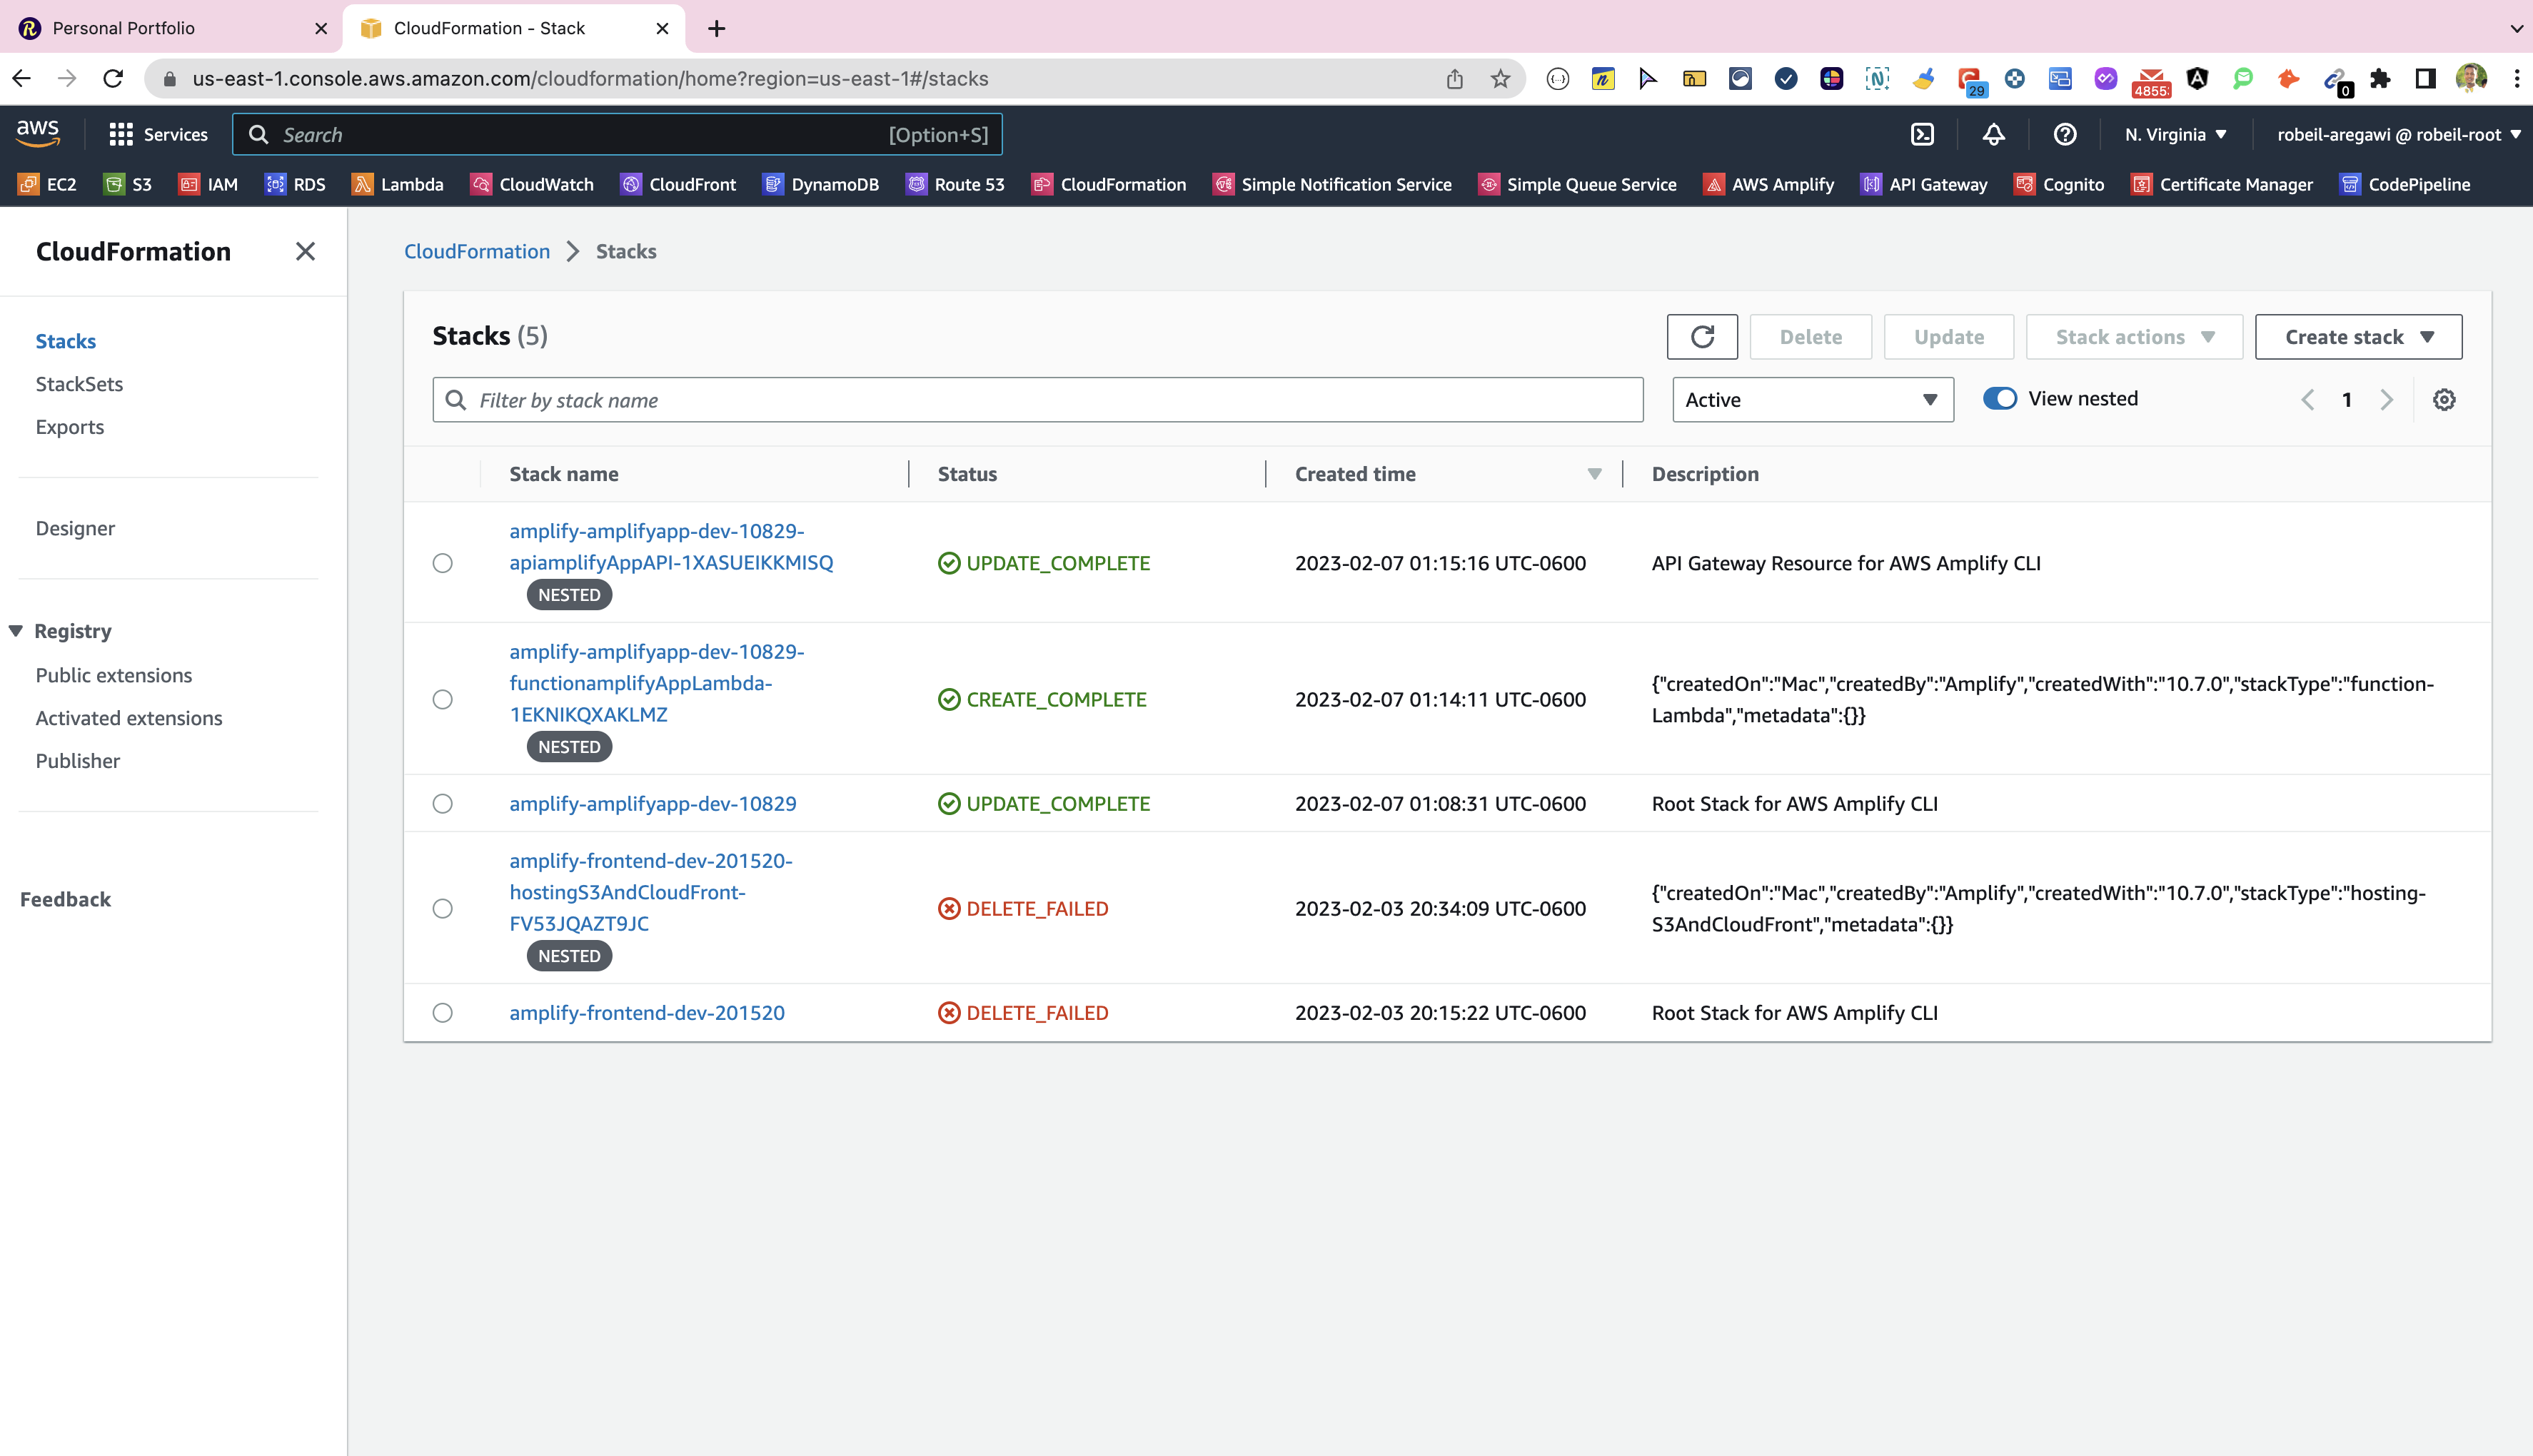 Personal Portfolio
CloudFormation - Stack
us-east-1.console.aws.amazon.com/cloudformation/home?region=us-east-1#/stacks
29
4855
0
aws
Services
Search
[Option+S]
N. Virginia
robeil-aregawi @ robeil-root
EC2
S3
IAM
RDS
Lambda
CloudWatch
CloudFront
DynamoDB
Route 53
CloudFormation
Simple Notification Service
Simple Queue Service
AWS Amplify
API Gateway
Cognito
Certificate Manager
CodePipeline
CloudFormation
Stacks
StackSets
Exports
Designer
Registry
Public extensions
Activated extensions
Publisher
Feedback
CloudFormation
Stacks
Stacks (5)
Delete
Update
Stack actions
Create stack
Filter by stack name
Active
View nested
1
Stack name
Status
Created time
Description
amplify-amplifyapp-dev-10829-
apiamplifyAppAPI-1XASUEIKKMISQ
NESTED
UPDATE_COMPLETE
2023-02-07 01:15:16 UTC-0600
API Gateway Resource for AWS Amplify CLI
amplify-amplifyapp-dev-10829-
functionamplifyAppLambda-
1EKNIKQXAKLMZ
NESTED
CREATE_COMPLETE
2023-02-07 01:14:11 UTC-0600
{"createdOn":"Mac","createdBy":"Amplify","createdWith":"10.7.0","stackType":"function-
Lambda","metadata":{}}
amplify-amplifyapp-dev-10829
UPDATE_COMPLETE
2023-02-07 01:08:31 UTC-0600
Root Stack for AWS Amplify CLI
amplify-frontend-dev-201520-
hostingS3AndCloudFront-
FV53JQAZT9JC
NESTED
DELETE_FAILED
2023-02-03 20:34:09 UTC-0600
{"createdOn":"Mac","createdBy":"Amplify","createdWith":"10.7.0","stackType":"hosting-
S3AndCloudFront","metadata":{}}
amplify-frontend-dev-201520
DELETE_FAILED
2023-02-03 20:15:22 UTC-0600
Root Stack for AWS Amplify CLI